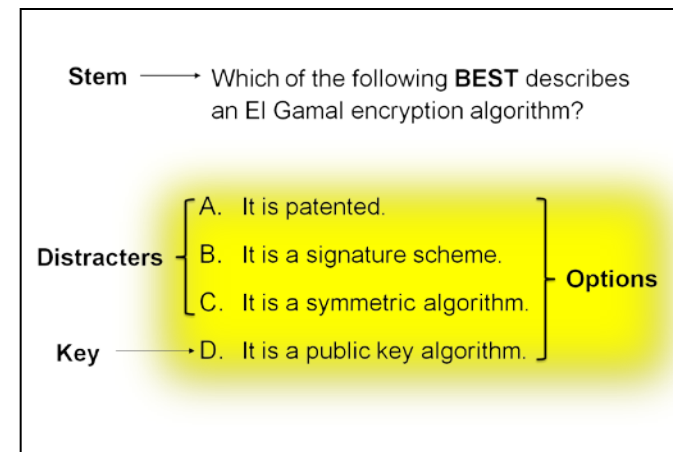 Stem Which of the following BEST describes
an El Gamal encryption algorithm?
A. It is patented.
Distracters B. It is a signature scheme.
Options
C. It is a symmetric algorithm.
Key D. It is a public key algorithm.